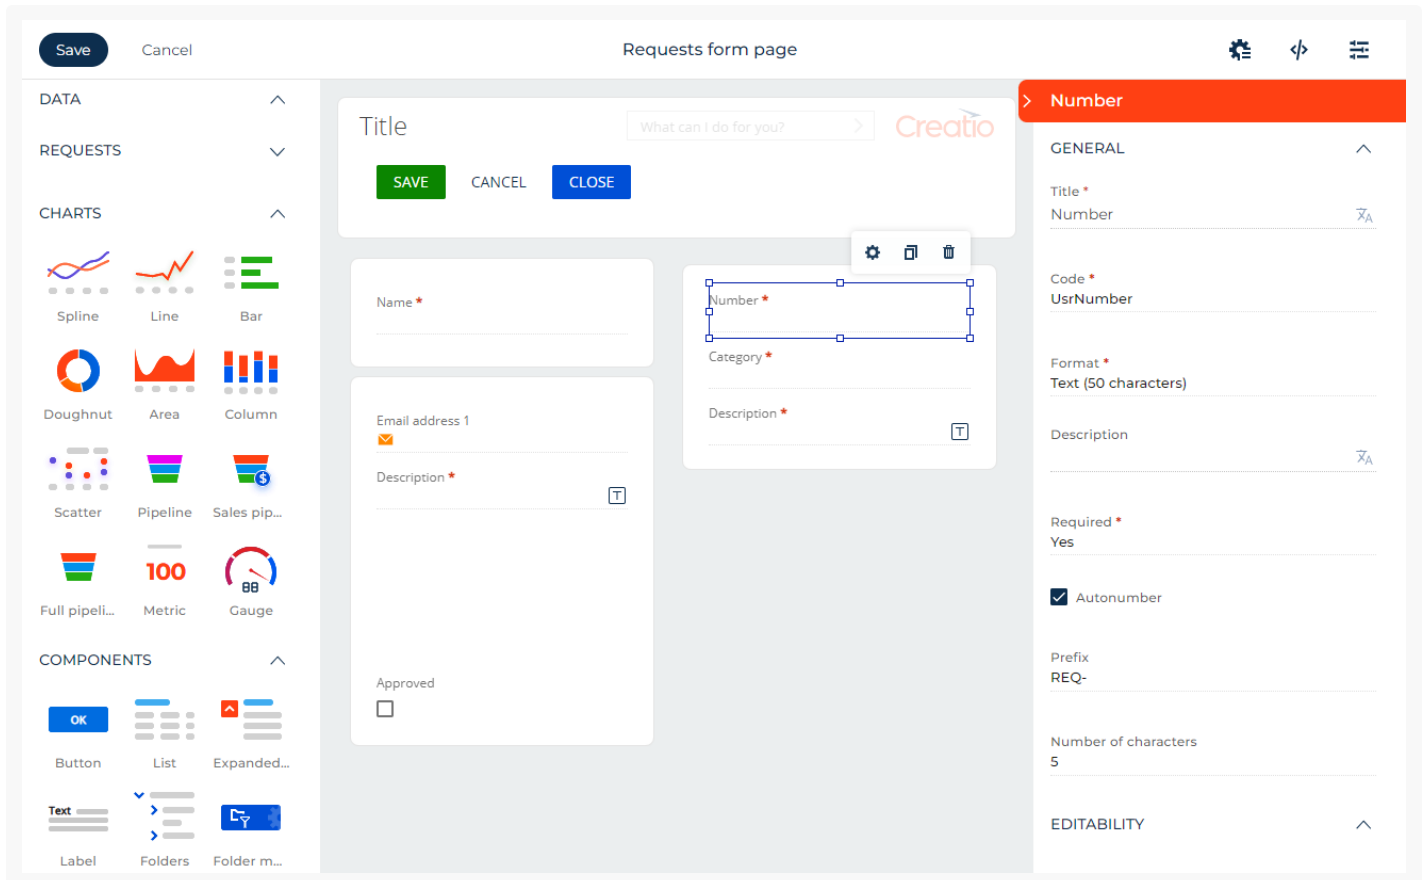 Save
Cancel
Requests form page
DATA
REQUESTS
CHARTS
Spline
Line
Bar
Doughnut
Area
Column
Scatter
Pipeline
$
Sales pip...
Full pipeli...
100
Metric
88
Gauge
COMPONENTS
OK
Button
List
Expanded...
Text
Label
Folders
Folder m...
Title
What can I do for you?
Creatio
SAVE
CANCEL
CLOSE
Name *
Email address 1
Description *
T
Approved
Number *
Category *
Description *
T
Number
GENERAL
Title *
Number
Code *
UsrNumber
Format *
Text (50 characters)
Description
Required *
Yes
Autonumber
Prefix
REQ-
Number of characters
5
EDITABILITY